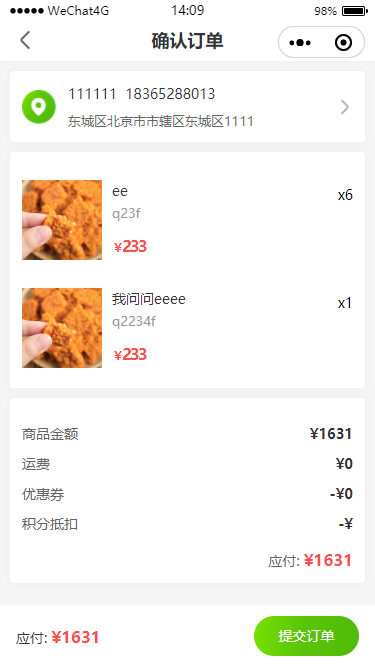 WeChat4G 14:09 98%
确认订单
111111 18365288013
东城区北京市市辖区东城区1111
ee x6
q23f
¥233
我问问eeee x1
q2234f
¥233
商品金额 ¥1631
运费 ¥0
优惠券 -¥0
积分抵扣 -¥
应付: ¥1631
应付: ¥1631 提交订单